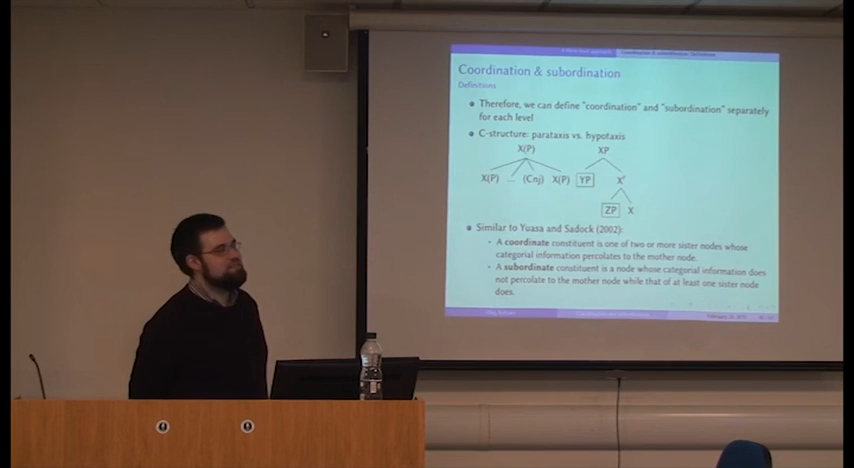 Coordination & subordination
Definitions
Therefore, we can define "coordination" and "subordination" separately
for each level
C-structure: parataxis vs. hypotaxis
X(P) XP
X(P) ... (Cnj) X(P) YP X'
ZP X
Similar to Yuasa and Sadock (2002):
- A coordinate constituent is one of two or more sister nodes whose
categorial information percolates to the mother node.
- A subordinate constituent is a node whose categorial information does
not percolate to the mother node while that of at least one sister node
does.